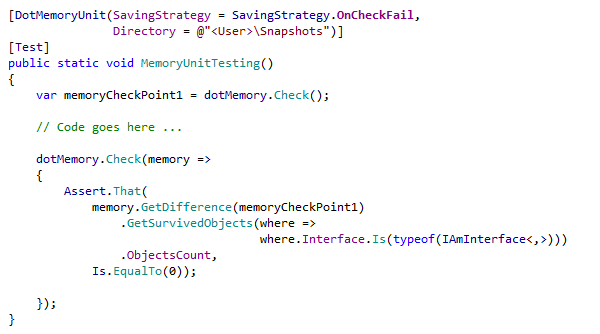 [DotMemoryUnit(SavingStrategy = SavingStrategy.OnCheckFail,
               Directory = @"<User>\Snapshots")]
[Test]
public static void MemoryUnitTesting()
{
    var memoryCheckPoint1 = dotMemory.Check();

    // Code goes here ...

    dotMemory.Check(memory =>
    {
        Assert.That(
            memory.GetDifference(memoryCheckPoint1)
                .GetSurvivedObjects(where =>
                                    where.Interface.Is(typeof(IAmInterface<,>)))
                .ObjectsCount,
            Is.EqualTo(0));

    });
}